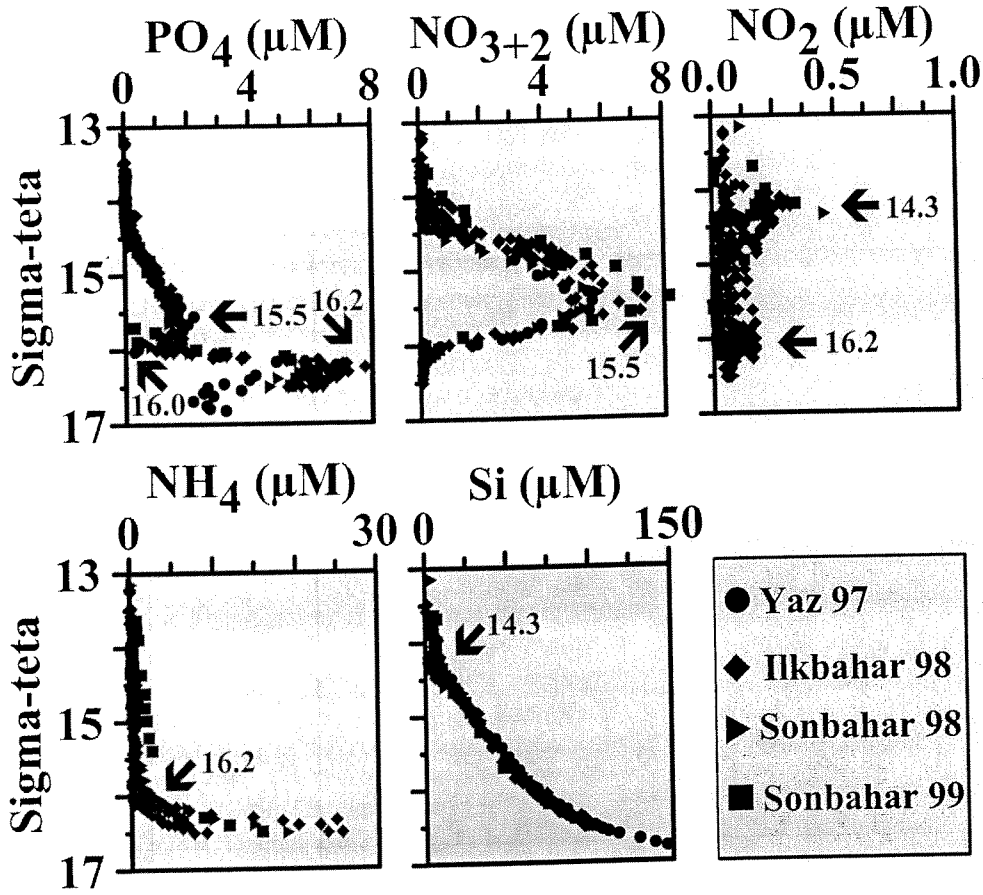 PO4 (µM) NO3+2 (µM) NO2 (µM)
0 4 8 0 4 8 0.0 0.5 1.0
13
15
17
Sigma-teta
15.5
16.2
16.0
15.5
14.3
16.2
NH4 (µM) Si (µM)
0 30 0 150
13
15
17
Sigma-teta
16.2
14.3
Yaz 97
Ilkbahar 98
Sonbahar 98
Sonbahar 99